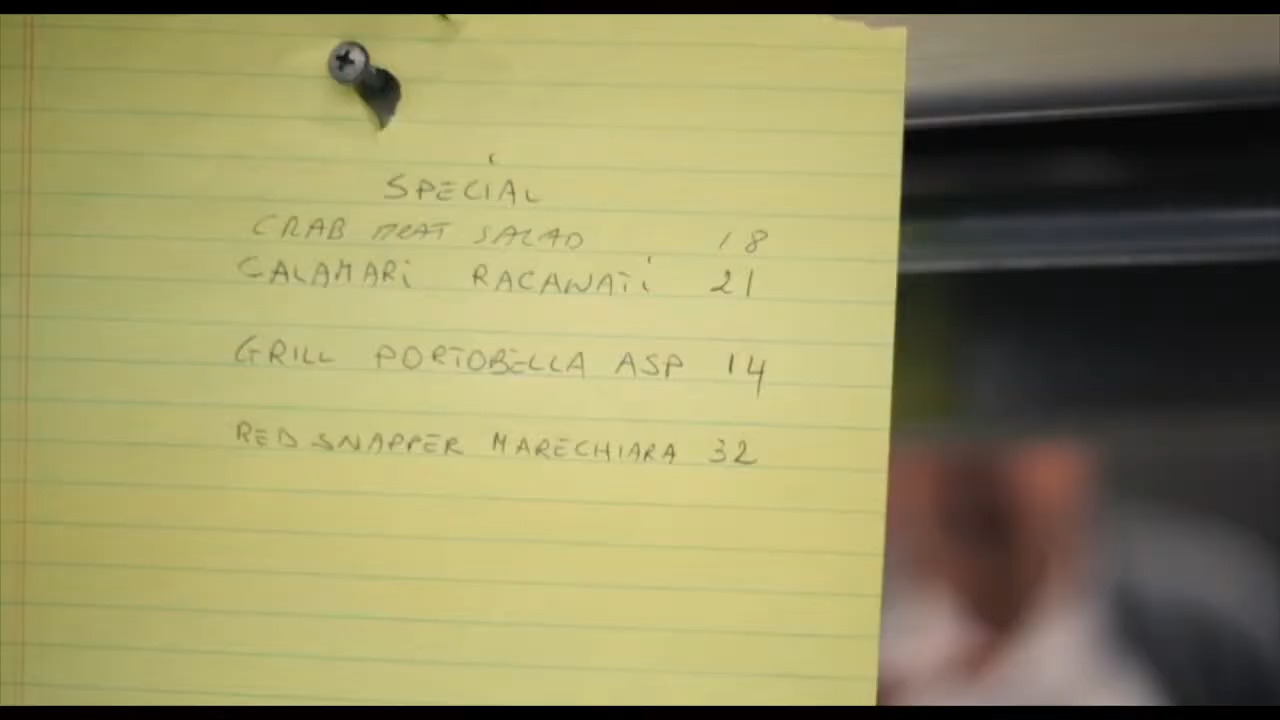 SPECIAL
CRAB MEAT SALAD 18
CALAMARI RACANATI 21
GRILL PORTOBELLA ASP 14
RED SNAPPER MARECHIARA 32